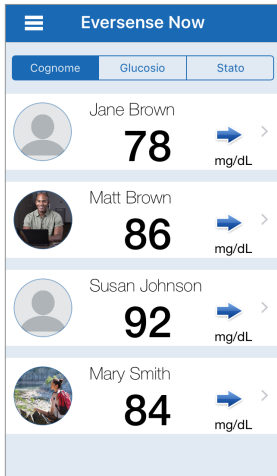 Eversense Now
Cognome Glucosio Stato
Jane Brown
78
mg/dL
Matt Brown
86
mg/dL
Susan Johnson
92
mg/dL
Mary Smith
84
mg/dL